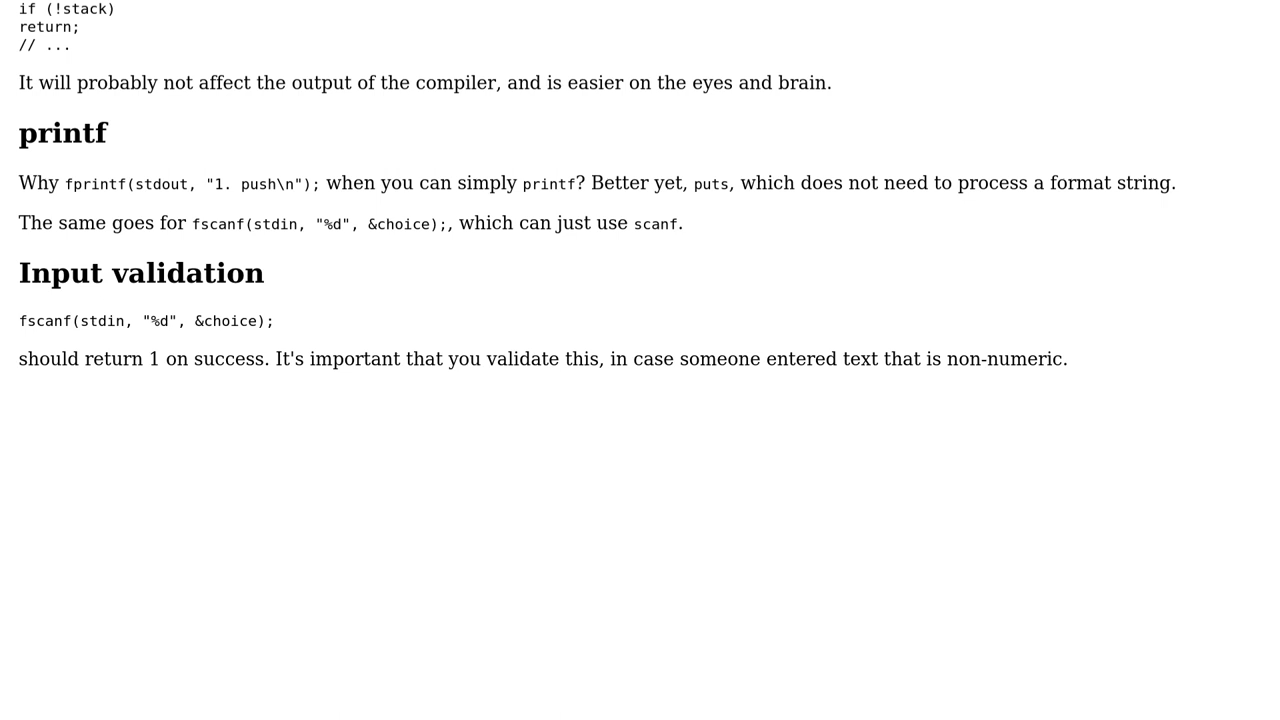 if (!stack)
return;
// ...
It will probably not affect the output of the compiler, and is easier on the eyes and brain.
printf
Why fprintf(stdout, "1. push\n"); when you can simply printf? Better yet, puts, which does not need to process a format string.
The same goes for fscanf(stdin, "%d", &choice);, which can just use scanf.
Input validation
fscanf(stdin, "%d", &choice);
should return 1 on success. It's important that you validate this, in case someone entered text that is non-numeric.